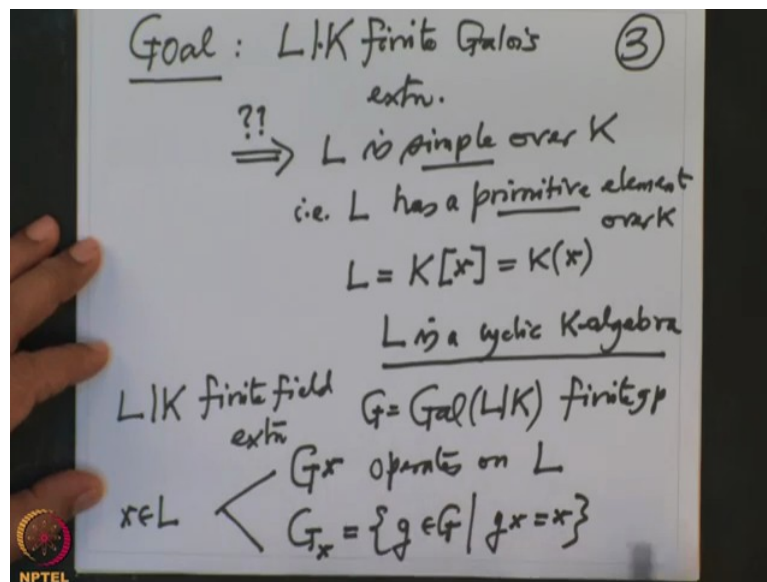 Goal : L|K finite Galois ③
extn.
??
⟹ L is simple over K
i.e. L has a primitive element
over K
L = K[x] = K(x)
L is a cyclic K-algebra
L|K finite field G = Gal(L|K) finite gp
extn
Gx operates on L
x∈L
G_x = {g ∈ G | gx = x}
NPTEL